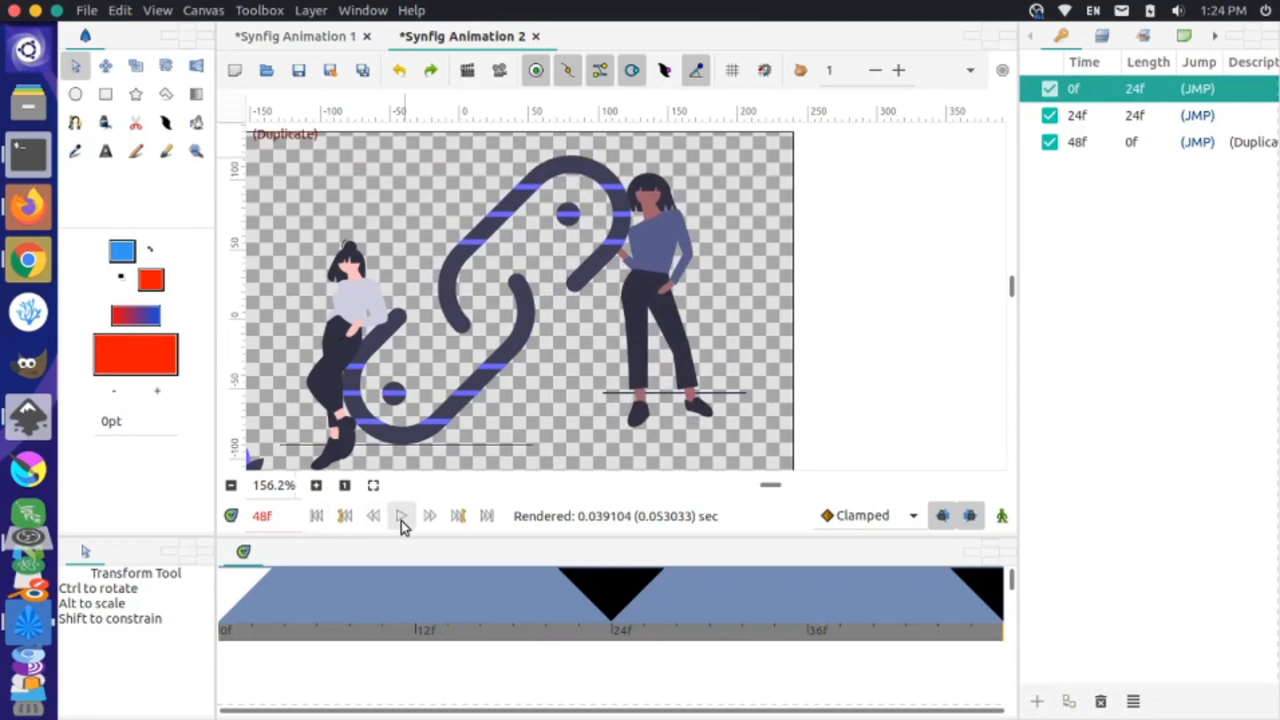 File Edit View Canvas Toolbox Layer Window Help EN 1:24 PM
*Synfig Animation 1 *Synfig Animation 2
1
Time Length Jump Descript
0f 24f (JMP)
24f 24f (JMP)
48f 0f (JMP) (Duplica
-150 -100 -50 0 50 100 150 200 250 300 350
(Duplicate)
100
50
0
-50
-100
- +
0pt
156.2%
48f Rendered: 0.039104 (0.053033) sec Clamped
Transform Tool
Ctrl to rotate
Alt to scale
Shift to constrain
0f 12f 24f 36f